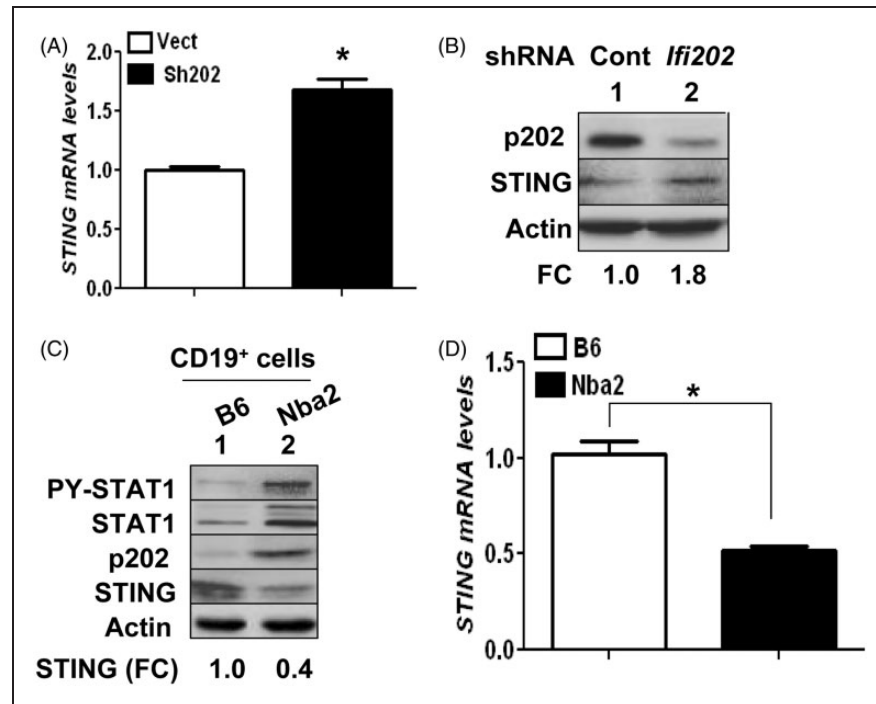 (A)
Vect
Sh202
*
STING mRNA levels
2.0
1.5
1.0
0.5
0.0
(B)
shRNA Cont Ifi202
1 2
p202
STING
Actin
FC 1.0 1.8
(C)
CD19+ cells
B6 Nba2
1 2
PY-STAT1
STAT1
p202
STING
Actin
STING (FC) 1.0 0.4
(D)
B6
Nba2
*
STING mRNA levels
1.5
1.0
0.5
0.0